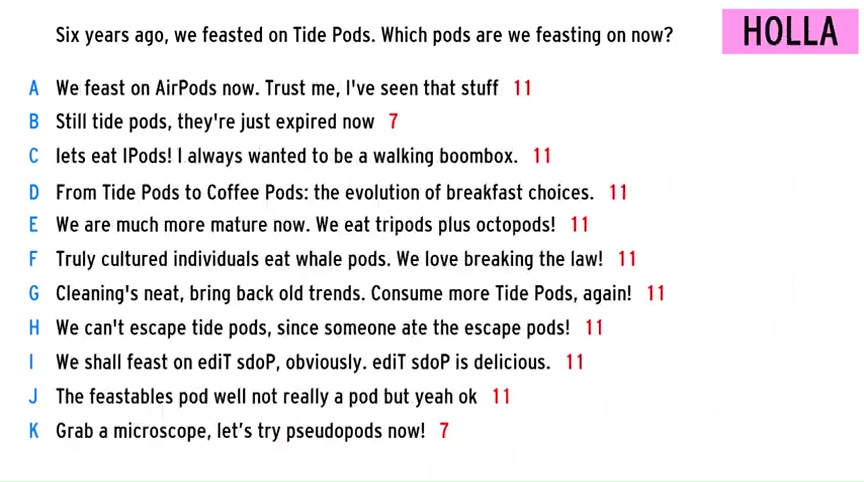 Six years ago, we feasted on Tide Pods. Which pods are we feasting on now?
HOLLA
A We feast on AirPods now. Trust me, I've seen that stuff 11
B Still tide pods, they're just expired now 7
C lets eat IPods! I always wanted to be a walking boombox. 11
D From Tide Pods to Coffee Pods: the evolution of breakfast choices. 11
E We are much more mature now. We eat tripods plus octopods! 11
F Truly cultured individuals eat whale pods. We love breaking the law! 11
G Cleaning's neat, bring back old trends. Consume more Tide Pods, again! 11
H We can't escape tide pods, since someone ate the escape pods! 11
I We shall feast on ediT sdoP, obviously. ediT sdoP is delicious. 11
J The feastables pod well not really a pod but yeah ok 11
K Grab a microscope, let’s try pseudopods now! 7